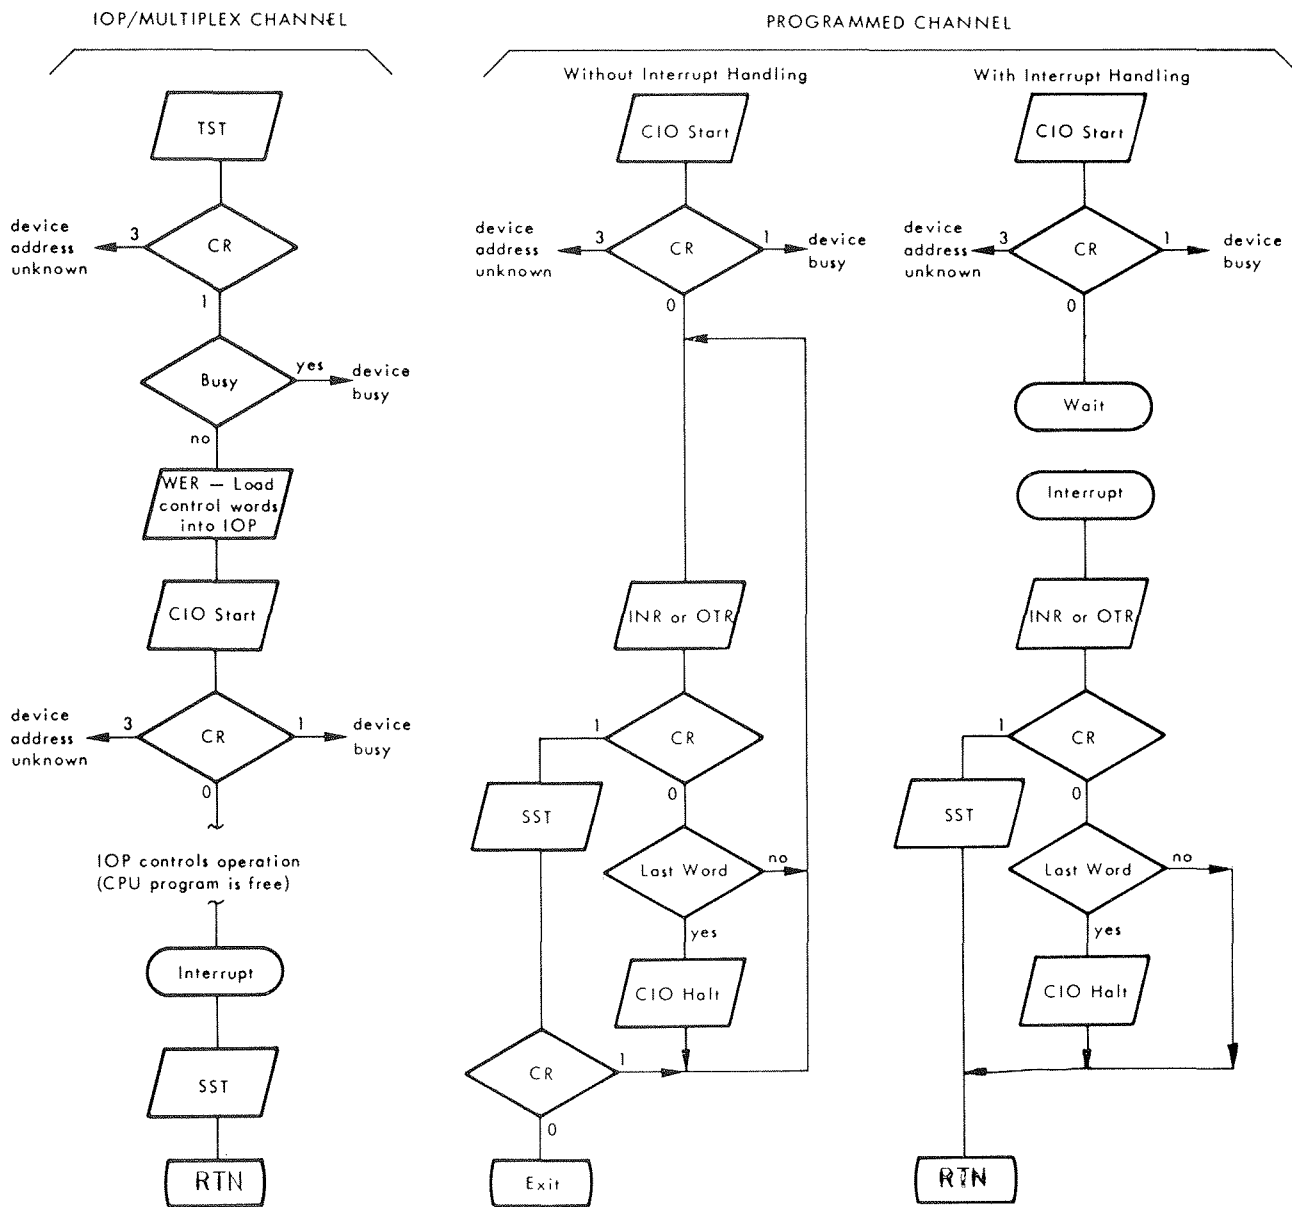 IOP/MULTIPLEX CHANNEL
TST
CR
3
device
address
unknown
1
Busy
yes
device
busy
no
WER — Load
control words
into IOP
CIO Start
CR
3
device
address
unknown
1
device
busy
0
IOP controls operation
(CPU program is free)
Interrupt
SST
RTN
PROGRAMMED CHANNEL
Without Interrupt Handling
CIO Start
CR
3
device
address
unknown
1
device
busy
0
INR or OTR
CR
1
SST
0
Last Word
no
yes
CIO Halt
CR
1
0
Exit
With Interrupt Handling
CIO Start
CR
3
device
address
unknown
1
device
busy
0
Wait
Interrupt
INR or OTR
CR
1
SST
0
Last Word
no
yes
CIO Halt
RTN